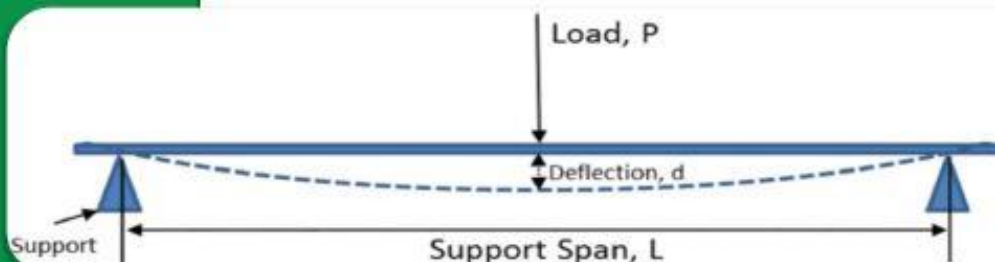 Load, P
Deflection, d
Support
Support Span, L